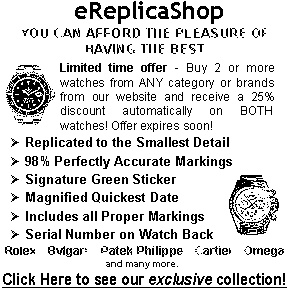 eReplicaShop
YOU CAN AFFORD THE PLEASURE OF
HAVING THE BEST
Limited time offer - Buy 2 or more
watches from ANY category or brands
from our website and receive a 25%
discount automatically on BOTH
watches! Offer expires soon!
➤ Replicated to the Smallest Detail
➤ 98% Perfectly Accurate Markings
➤ Signature Green Sticker
➤ Magnified Quickest Date
➤ Includes all Proper Markings
➤ Serial Number on Watch Back
Rolex Bvlgari Patek Philippe Cartier Omega
and many more.
Click Here to see our exclusive collection!